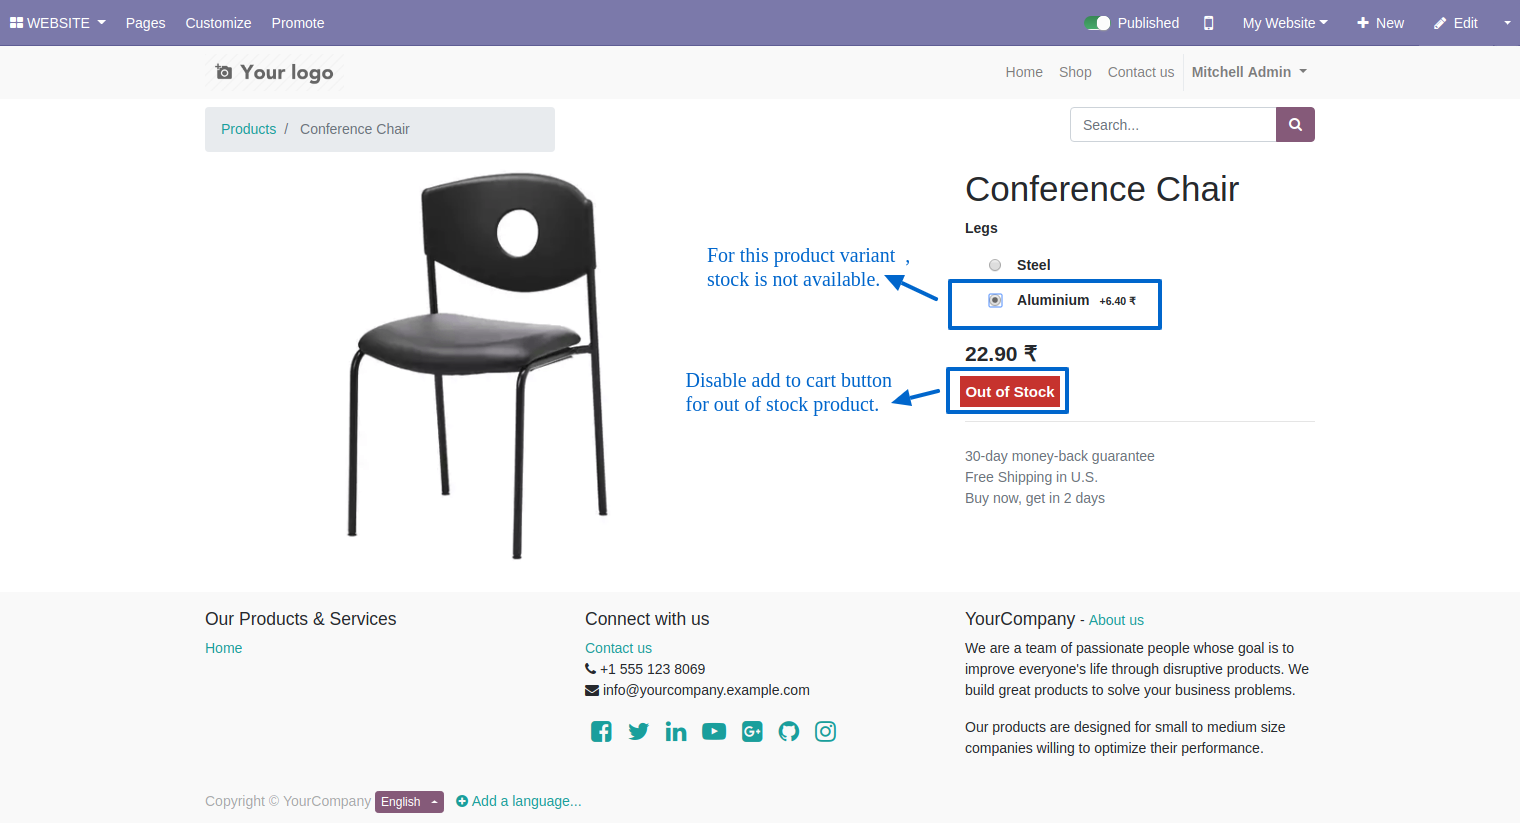 WEBSITE Pages Customize Promote Published My Website New Edit
Your logo Home Shop Contact us Mitchell Admin
Products / Conference Chair Search...
Conference Chair
Legs
Steel
Aluminium +6.40 ₹
For this product variant ,
stock is not available.
22.90 ₹
Out of Stock
Disable add to cart button
for out of stock product.
30-day money-back guarantee
Free Shipping in U.S.
Buy now, get in 2 days
Our Products & Services
Home
Connect with us
Contact us
+1 555 123 8069
info@yourcompany.example.com
YourCompany - About us
We are a team of passionate people whose goal is to
improve everyone's life through disruptive products. We
build great products to solve your business problems.
Our products are designed for small to medium size
companies willing to optimize their performance.
Copyright © YourCompany English Add a language...